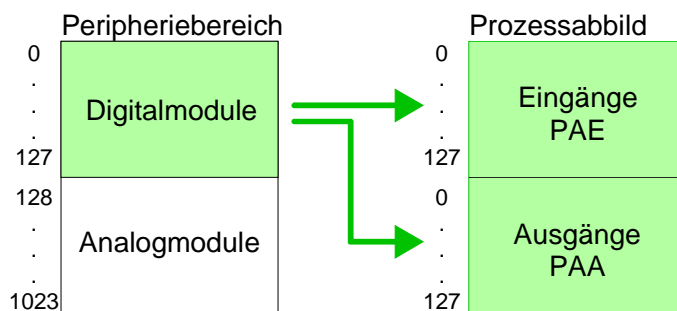 Peripheriebereich
0
.
.
.
127
Digitalmodule
128
.
.
.
1023
Analogmodule
Prozessabbild
0
.
.
.
127
Eingänge
PAE
0
.
.
.
127
Ausgänge
PAA